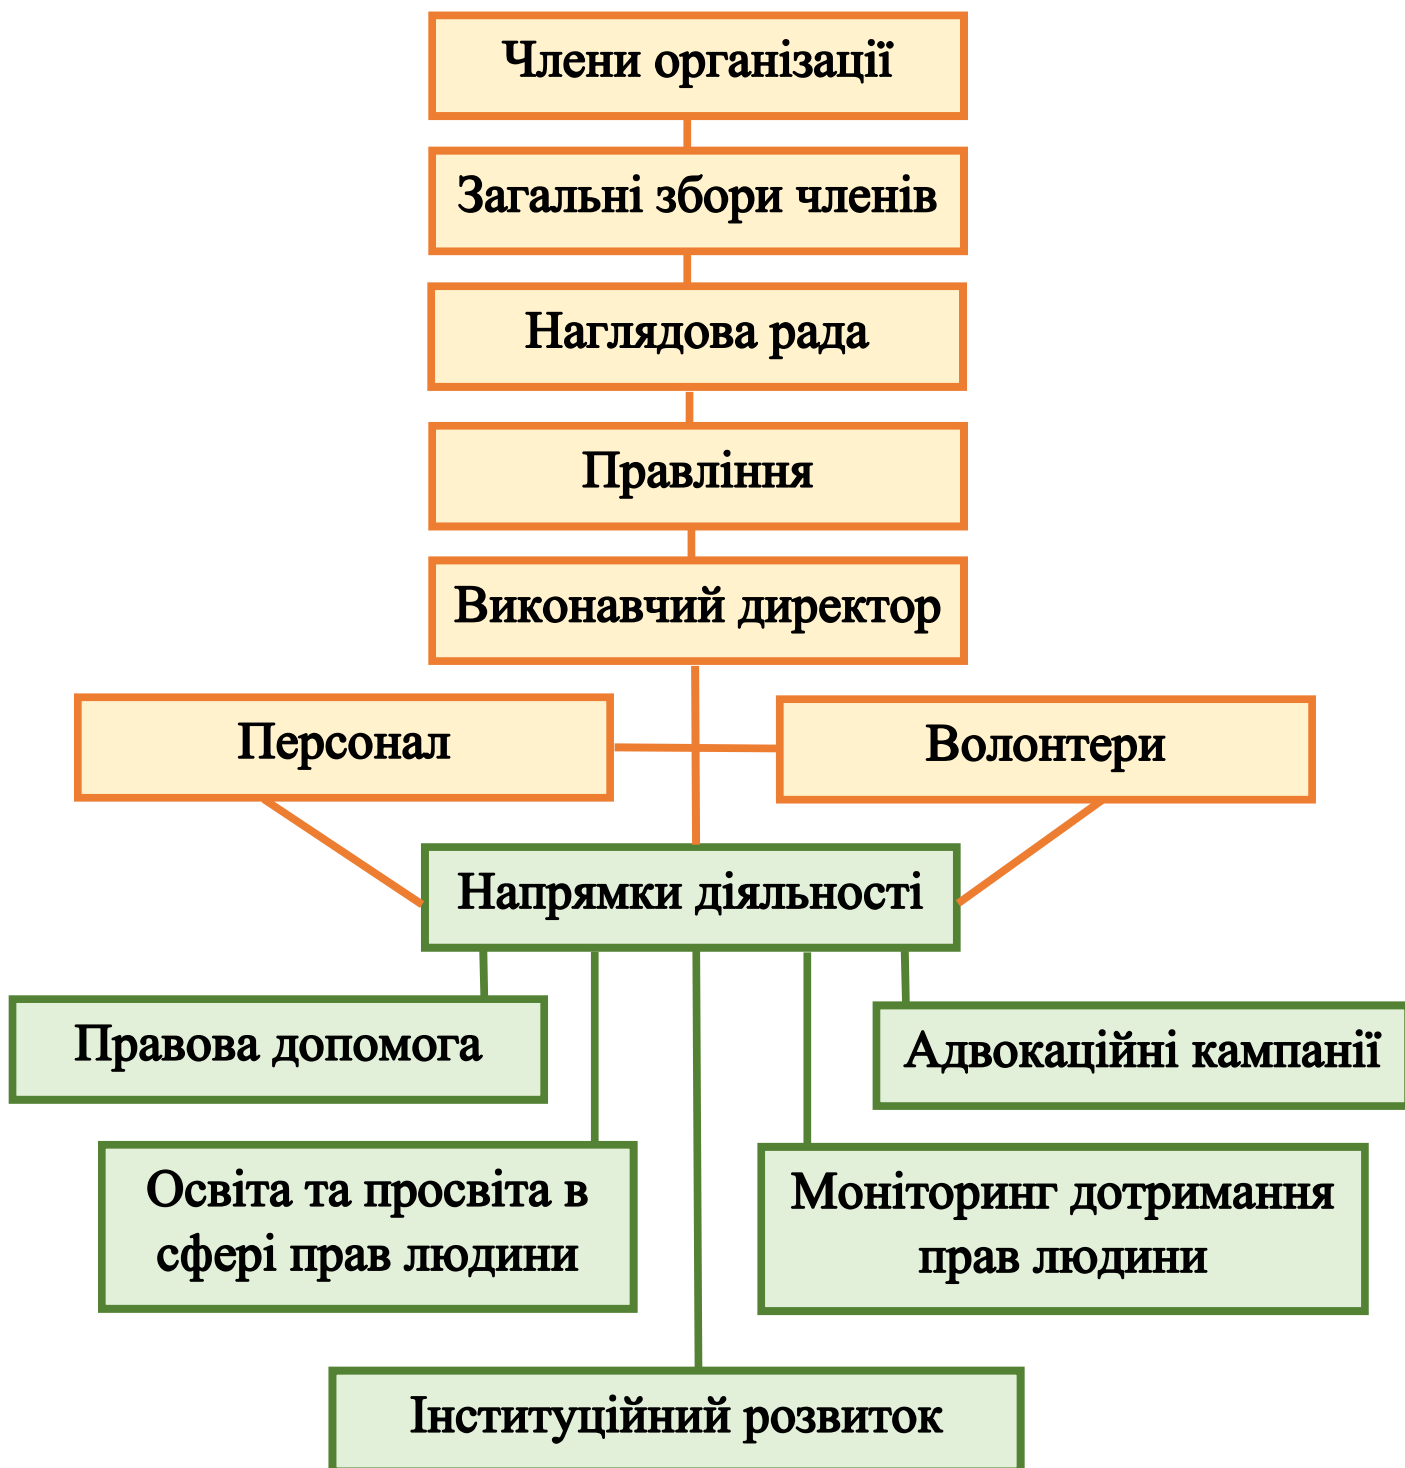 Члени організації
Загальні збори членів
Наглядова рада
Правління
Виконавчий директор
Персонал
Волонтери
Напрямки діяльності
Правова допомога
Адвокаційні кампанії
Освіта та просвіта в
сфері прав людини
Моніторинг дотримання
прав людини
Інституційний розвиток